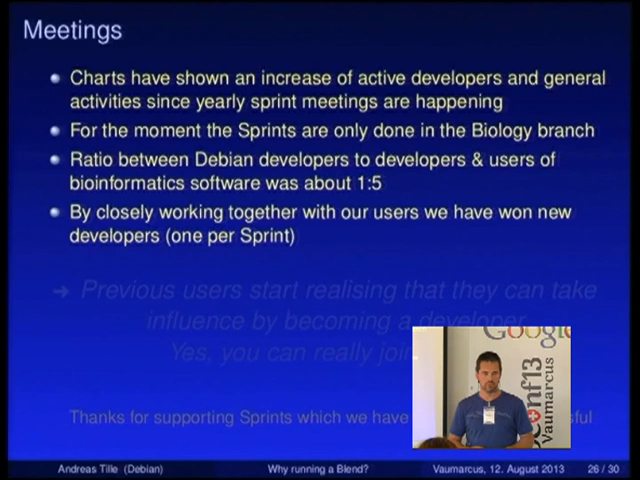 Meetings
Charts have shown an increase of active developers and general
activities since yearly sprint meetings are happening
For the moment the Sprints are only done in the Biology branch
Ratio between Debian developers to developers & users of
bioinformatics software was about 1:5
By closely working together with our users we have won new
developers (one per Sprint)
➜ Previous users start realising that they can take
influence by becoming a developer
Yes, you can really join
Google
conf13
Vaumarcus
Thanks for supporting Sprints which we have
Andreas Tille (Debian) Why running a Blend? Vaumarcus, 12. August 2013 26 / 30